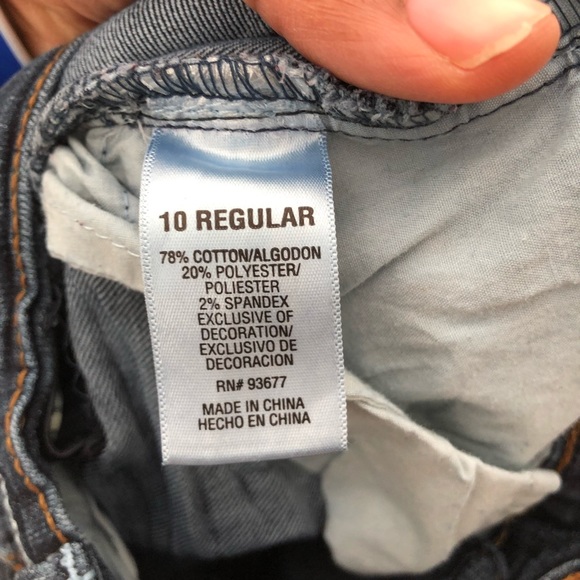 10 REGULAR
78% COTTON/ALGODON
20% POLYESTER/
POLIESTER
2% SPANDEX
EXCLUSIVE OF
DECORATION/
EXCLUSIVO DE
DECORACION
RN# 93677
MADE IN CHINA
HECHO EN CHINA